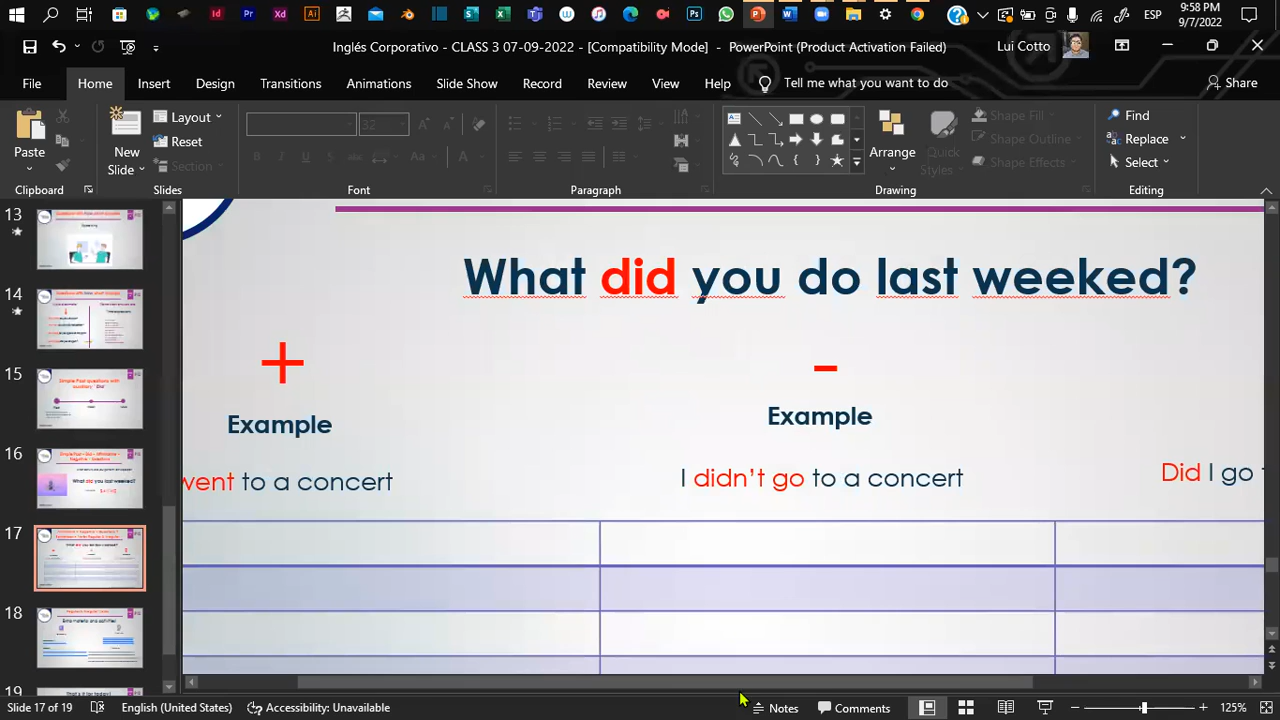 9:58 PM
ESP
9/7/2022
Inglés Corporativo - CLASS 3 07-09-2022 - [Compatibility Mode] - PowerPoint (Product Activation Failed)
Lui Cotto
File Home Insert Design Transitions Animations Slide Show Record Review View Help Tell me what you want to do Share
Paste
New Slide
Layout
Reset
Section
32
Arrange
Quick Styles
Shape Fill
Shape Outline
Shape Effects
Find
Replace
Select
Clipboard Slides Font Paragraph Drawing Editing
13
14
15
16
17
18
19
What did you do last weeked?
+
-
Example
Example
went to a concert
I didn't go to a concert
Did I go
Slide 17 of 19 English (United States) Accessibility: Unavailable Notes Comments 125%